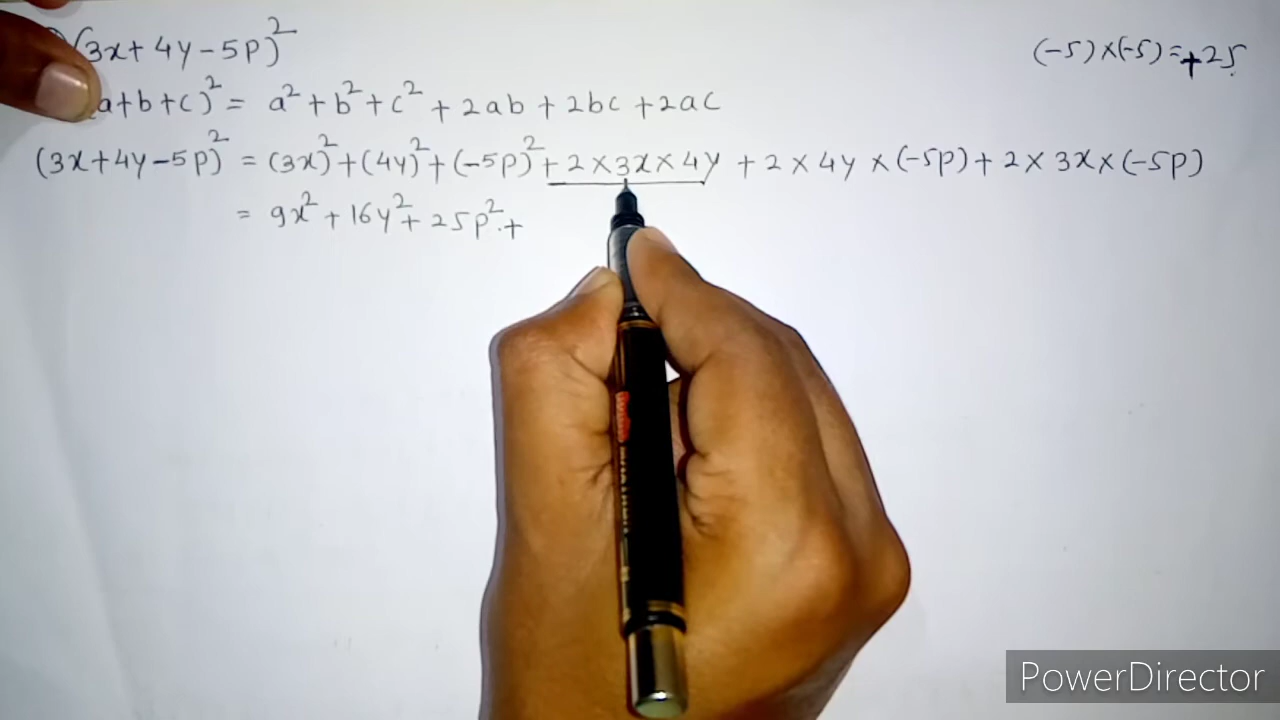 (3x+4y-5p)²
(-5)×(-5)=+25
a+b+c)² = a²+b²+c²+2ab+2bc+2ac
(3x+4y-5p)² = (3x)²+(4y)²+(-5p)²+2×3x×4y+2×4y×(-5p)+2×3x×(-5p)
= 9x²+16y²+25p²+
PowerDirector